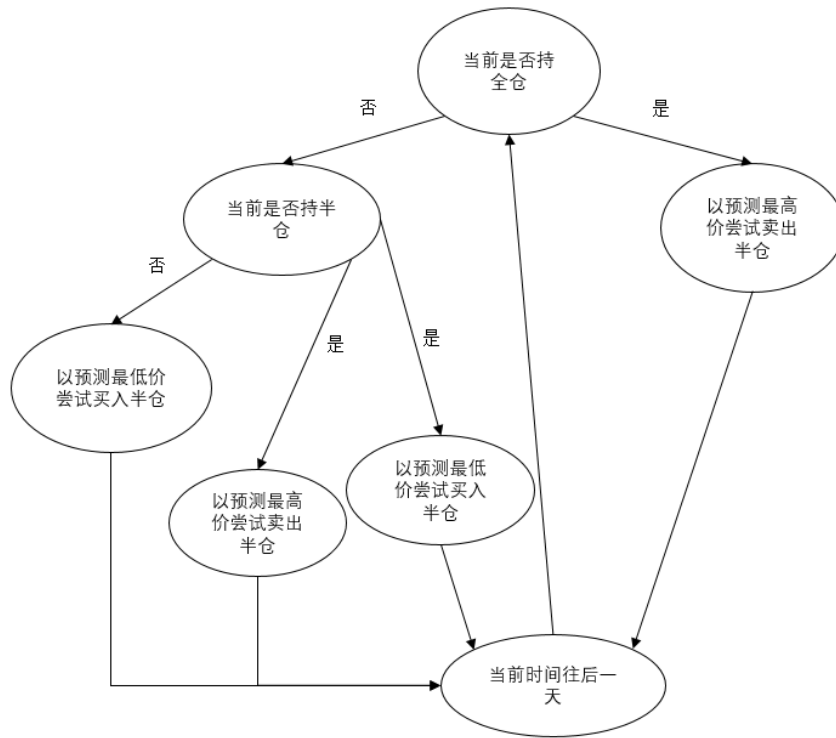 当前是否持
全仓
否
是
当前是否持半
仓
以预测最高
价尝试卖出
半仓
否
是
是
以预测最低价
尝试买入半仓
以预测最低
价尝试买入
半仓
以预测最高
价尝试卖出
半仓
当前时间往后一
天